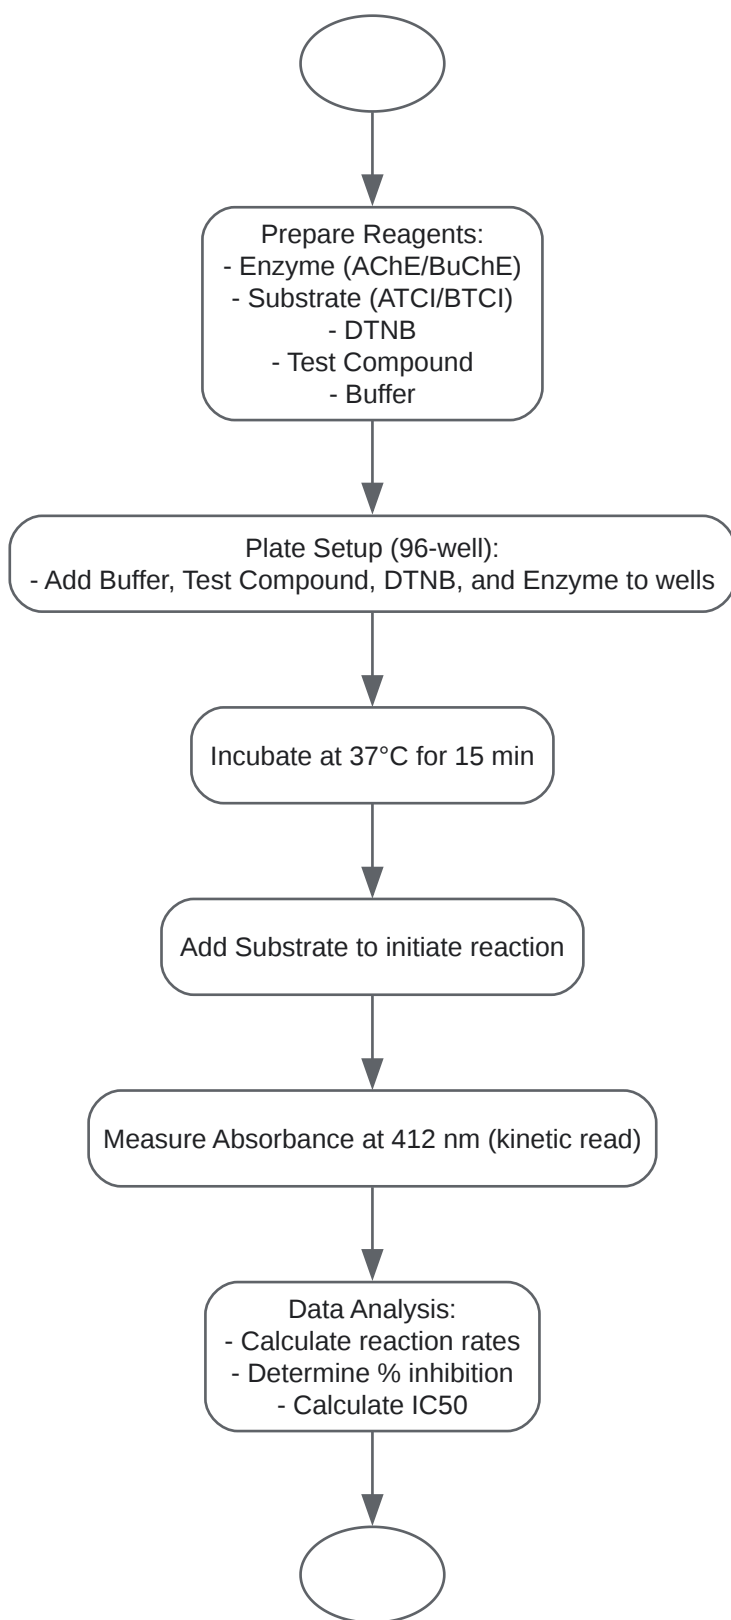 Prepare Reagents:
- Enzyme (AChE/BuChE)
- Substrate (ATCI/BTCI)
- DTNB
- Test Compound
- Buffer
Plate Setup (96-well):
- Add Buffer, Test Compound, DTNB, and Enzyme to wells
Incubate at 37°C for 15 min
Add Substrate to initiate reaction
Measure Absorbance at 412 nm (kinetic read)
Data Analysis:
- Calculate reaction rates
- Determine % inhibition
- Calculate IC50